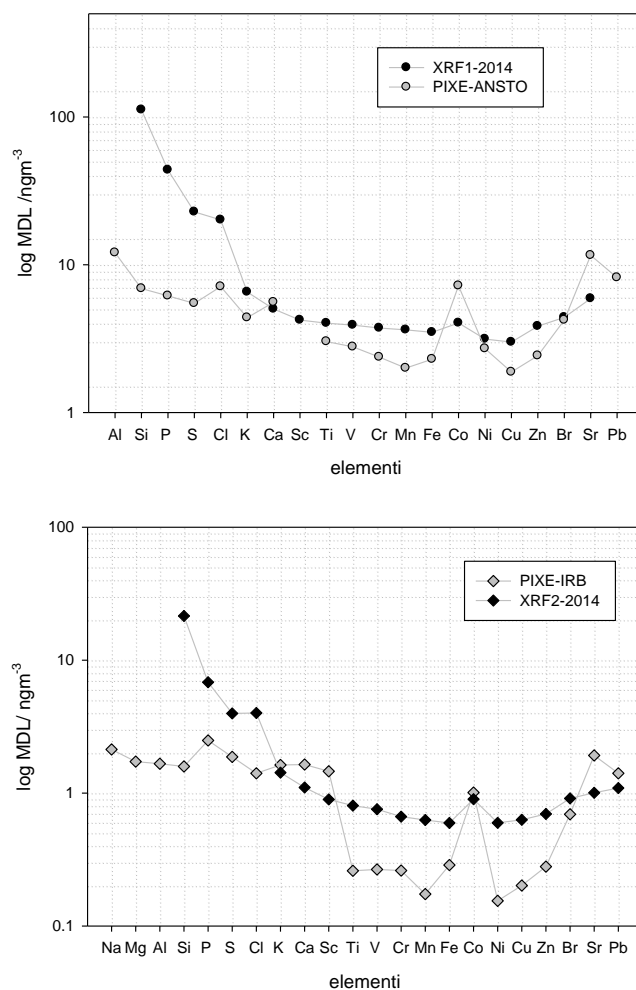 XRF1-2014
PIXE-ANSTO
100
10
1
log MDL /ngm⁻³
Al Si P S Cl K Ca Sc Ti V Cr Mn Fe Co Ni Cu Zn Br Sr Pb
elementi
PIXE-IRB
XRF2-2014
100
10
1
0.1
log MDL/ ngm⁻³
Na Mg Al Si P S Cl K Ca Sc Ti V Cr Mn Fe Co Ni Cu Zn Br Sr Pb
elementi